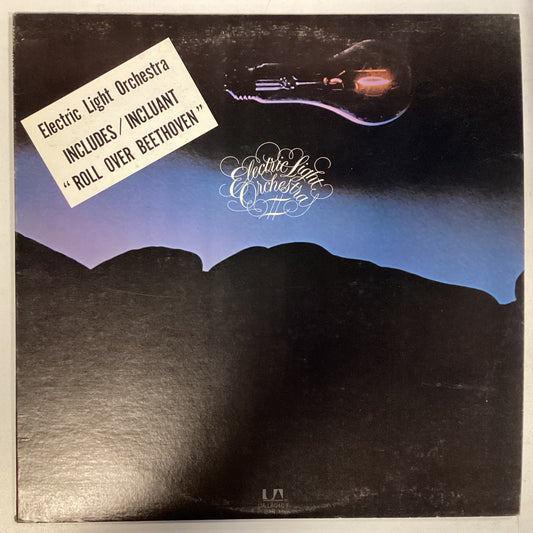 Electric Light Orchestra
INCLUDES / INCLUANT
"ROLL OVER BEETHOVEN"
Electric Light
Orchestra
II
UA